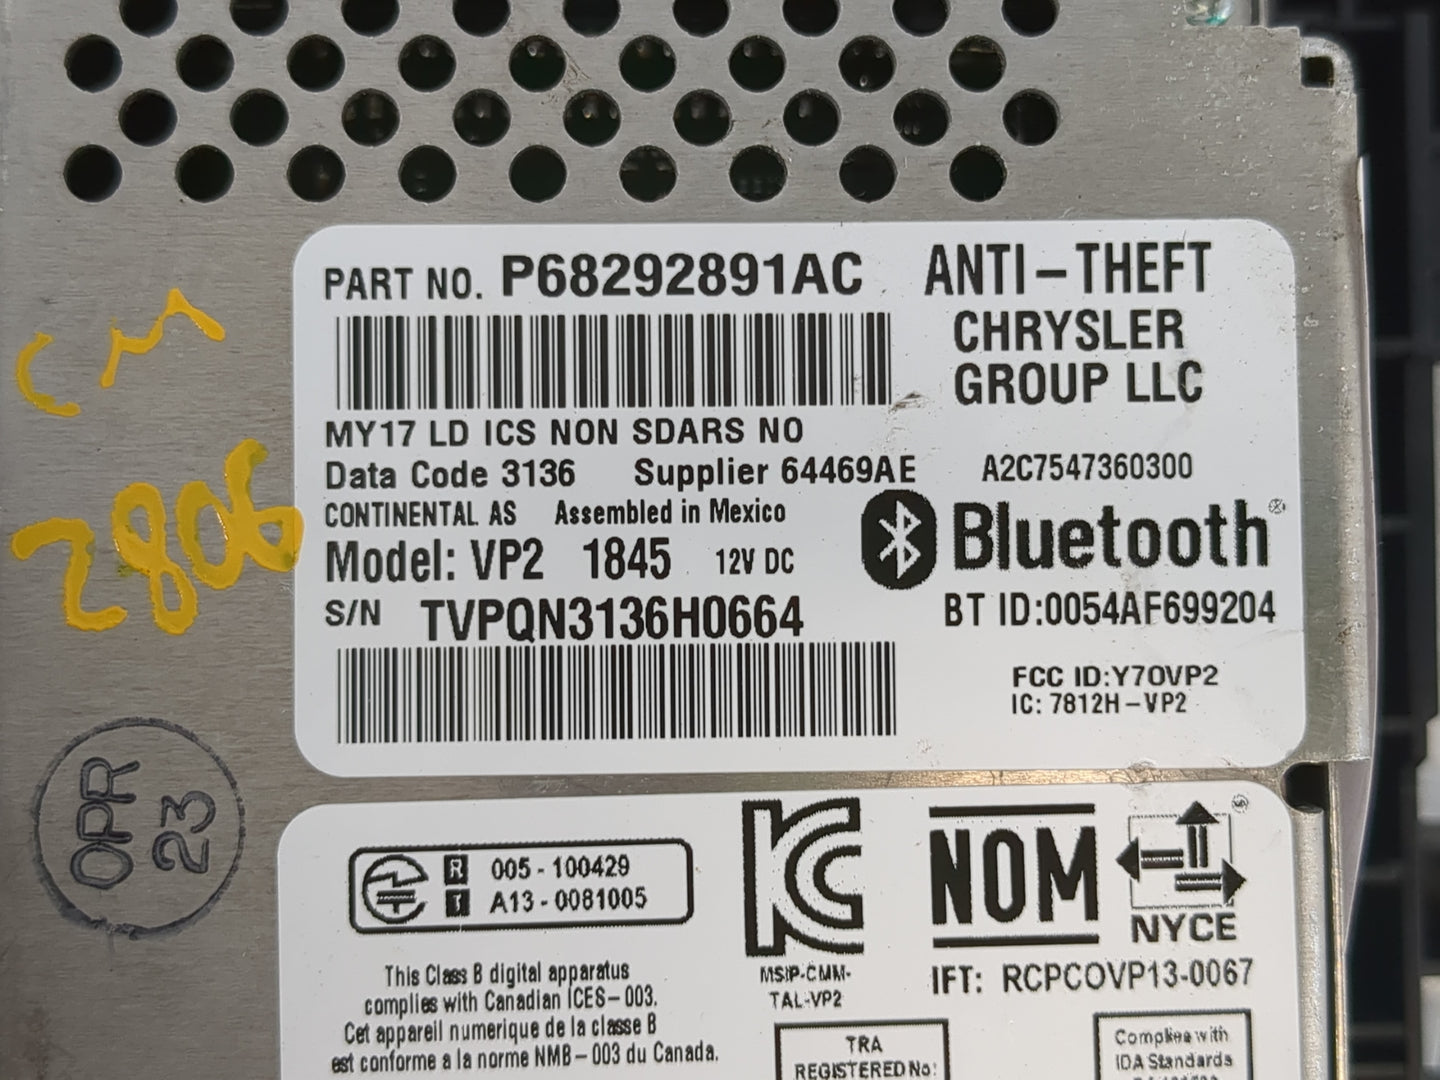 PART NO. P68292891AC
ANTI-THEFT
CHRYSLER
GROUP LLC
MY17 LD ICS NON SDARS NO
Data Code 3136 Supplier 64469AE A2C7547360300
CONTINENTAL AS Assembled in Mexico
Model: VP2 1845 12V DC
Bluetooth®
S/N TVPQN3136H0664
BT ID:0054AF699204
FCC ID:Y7OVP2
IC: 7812H-VP2
CM
2806
OPR
23
R 005-100429
T A13-0081005
This Class B digital apparatus
complies with Canadian ICES-003.
Cet appareil numerique de la classe B
est conforme a la norme NMB-003 du Canada.
MSIP-CMM-
TAL-VP2
NOM
NYCE
IFT: RCPCOVP13-0067
TRA
REGISTERED No:
Complies with
IDA Standards